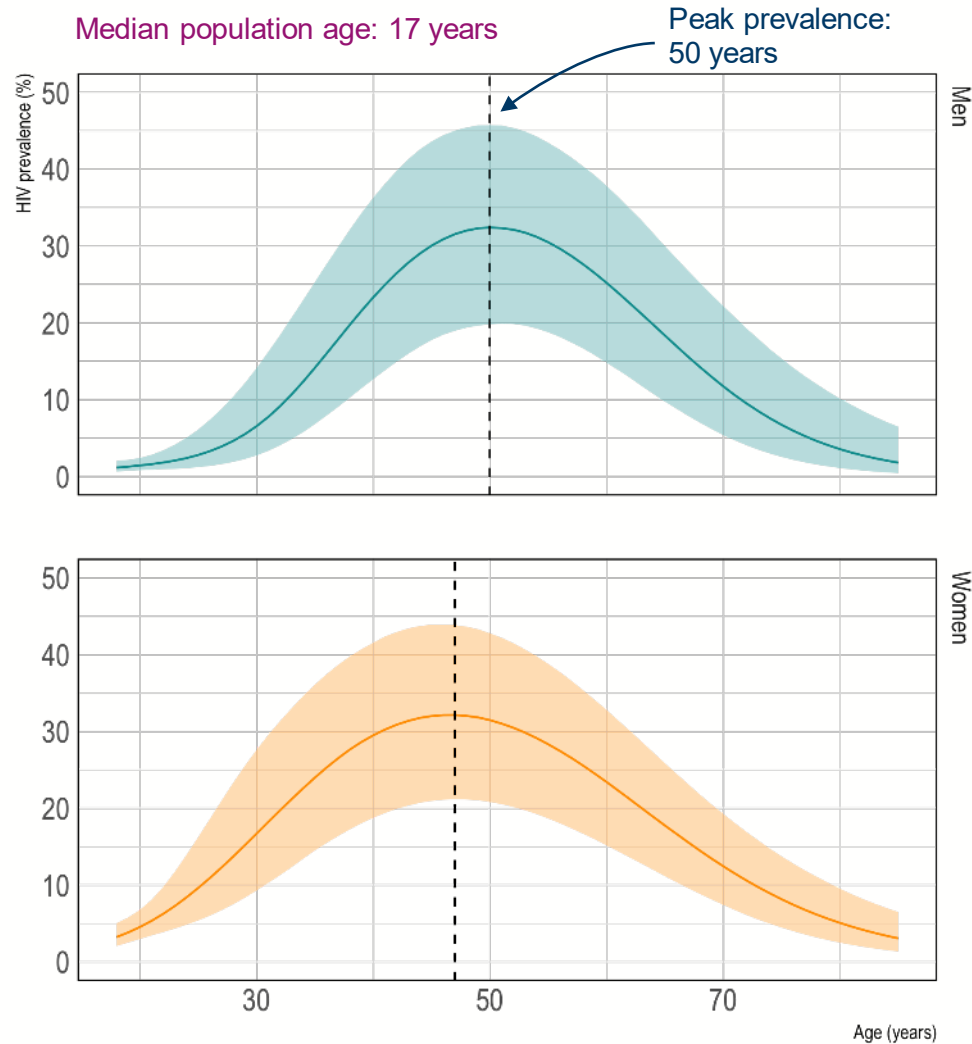 Median population age: 17 years
Peak prevalence:
50 years
HIV prevalence (%)
50
40
30
20
10
0
Men
50
40
30
20
10
0
Women
30
50
70
Age (years)